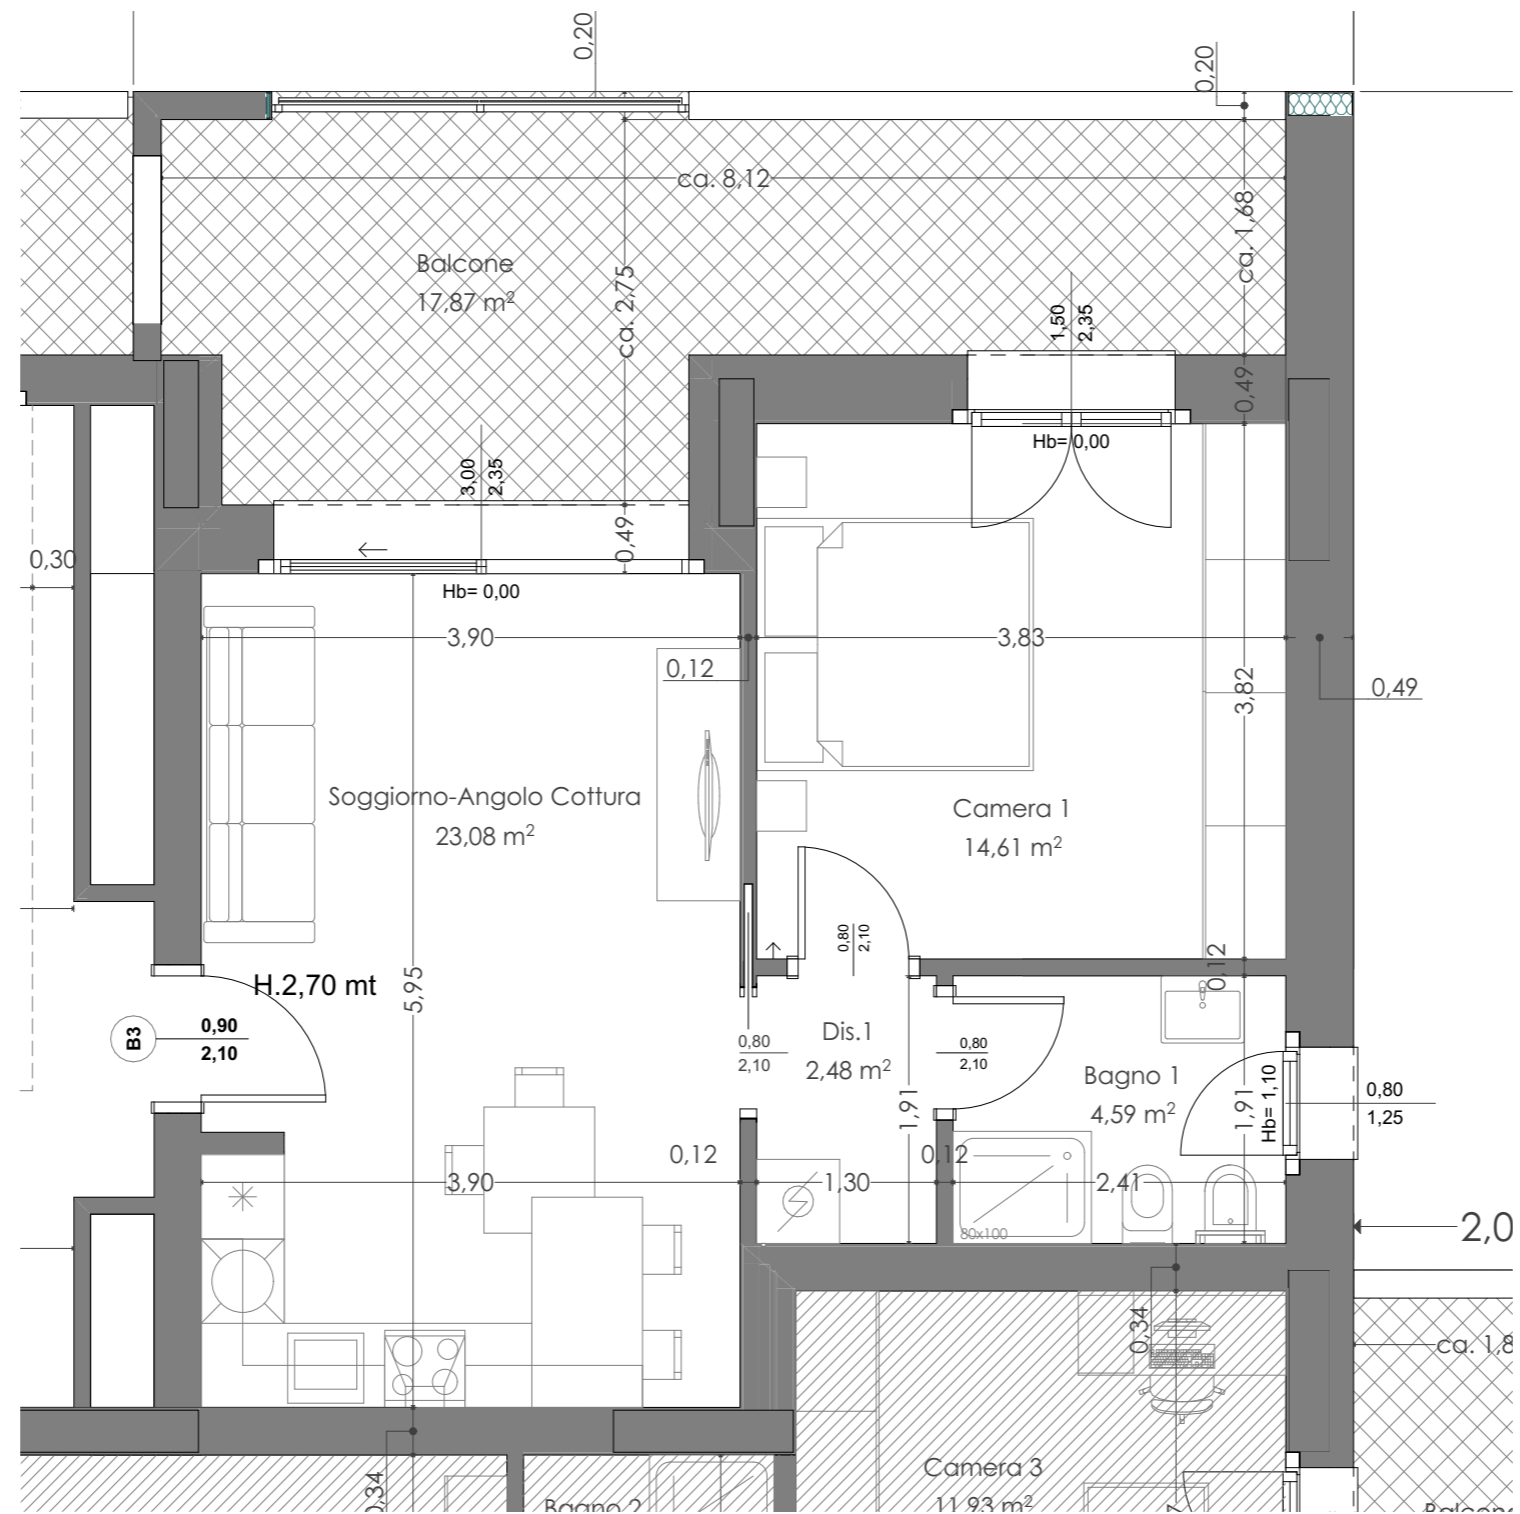 0,20
0,20
ca. 8,12
ca. 1,68
Balcone
17,87 m²
ca. 2,75
1,50
2,35
0,49
Hb= 0,00
3,00
2,35
0,49
0,30
Hb= 0,00
3,90
3,83
0,12
3,82
0,49
Soggiorno-Angolo Cottura
23,08 m²
Camera 1
14,61 m²
0,80
2,10
0,12
H.2,70 mt
5,95
B3
0,90
2,10
0,80
2,10
Dis.1
2,48 m²
0,80
2,10
Bagno 1
4,59 m²
1,91
1,91
Hb= 1,10
0,80
1,25
0,12
0,12
3,90
1,30
2,41
80x100
2,0
0,34
ca. 1,8
Camera 3
11,93 m²
0,34
Bagno 2
Balcone